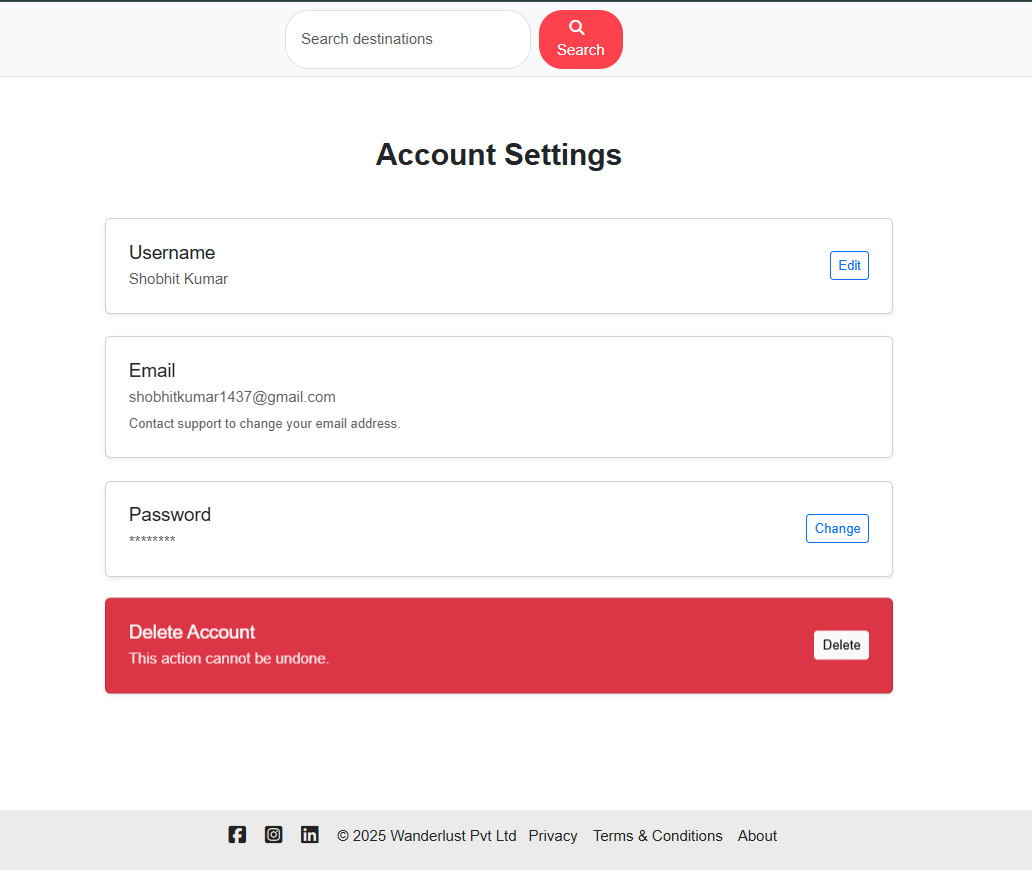 Search destinations
Search
Account Settings
Username
Shobhit Kumar
Edit
Email
shobhitkumar1437@gmail.com
Contact support to change your email address.
Password
********
Change
Delete Account
This action cannot be undone.
Delete
© 2025 Wanderlust Pvt Ltd Privacy Terms & Conditions About